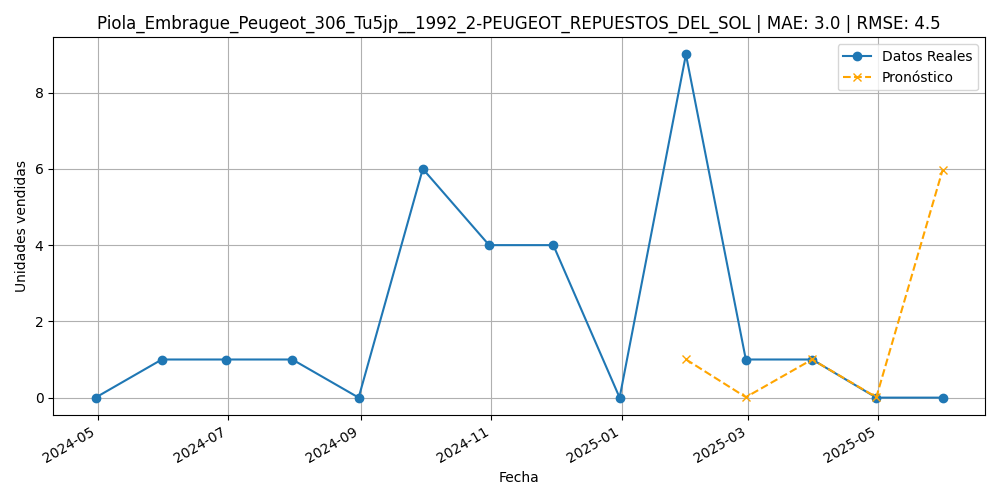 Piola_Embrague_Peugeot_306_Tu5jp__1992_2-PEUGEOT_REPUESTOS_DEL_SOL | MAE: 3.0 | RMSE: 4.5
Datos Reales
Pronóstico
Unidades vendidas
8
6
4
2
0
2024-05
2024-07
2024-09
2024-11
2025-01
2025-03
2025-05
Fecha